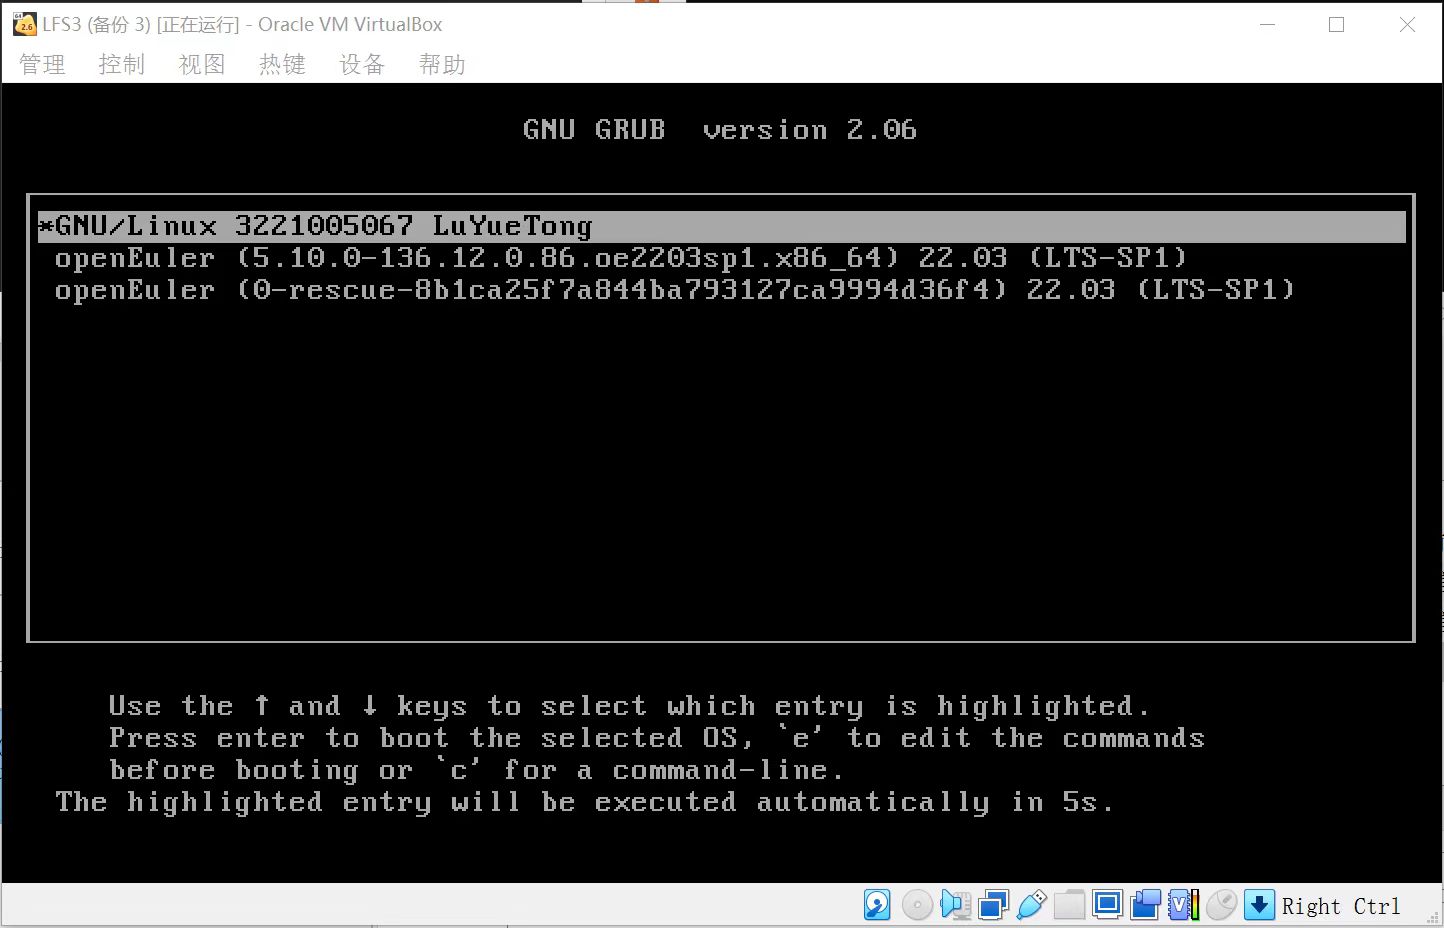 LFS3 (备份 3) [正在运行] - Oracle VM VirtualBox
管理 控制 视图 热键 设备 帮助
GNU GRUB version 2.06
*GNU/Linux 3221005067 LuYueTong
openEuler (5.10.0-136.12.0.86.oe2203sp1.x86_64) 22.03 (LTS-SP1)
openEuler (0-rescue-8b1ca25f7a844ba793127ca9994d36f4) 22.03 (LTS-SP1)
Use the ↑ and ↓ keys to select which entry is highlighted.
Press enter to boot the selected OS, `e' to edit the commands
before booting or `c' for a command-line.
The highlighted entry will be executed automatically in 5s.
Right Ctrl